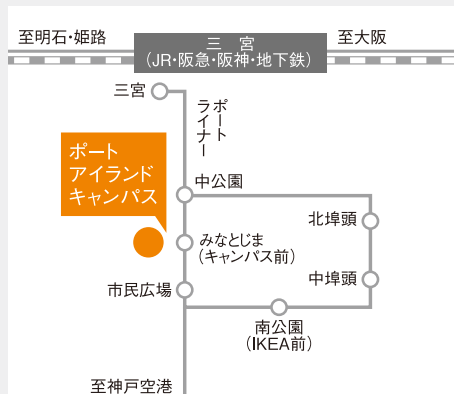 至明石・姫路
三宮
(JR・阪急・阪神・地下鉄)
至大阪
三宮
ポートライナー
ポート
アイランド
キャンパス
中公園
北埠頭
みなとじま
(キャンパス前)
中埠頭
市民広場
南公園
(IKEA前)
至神戸空港